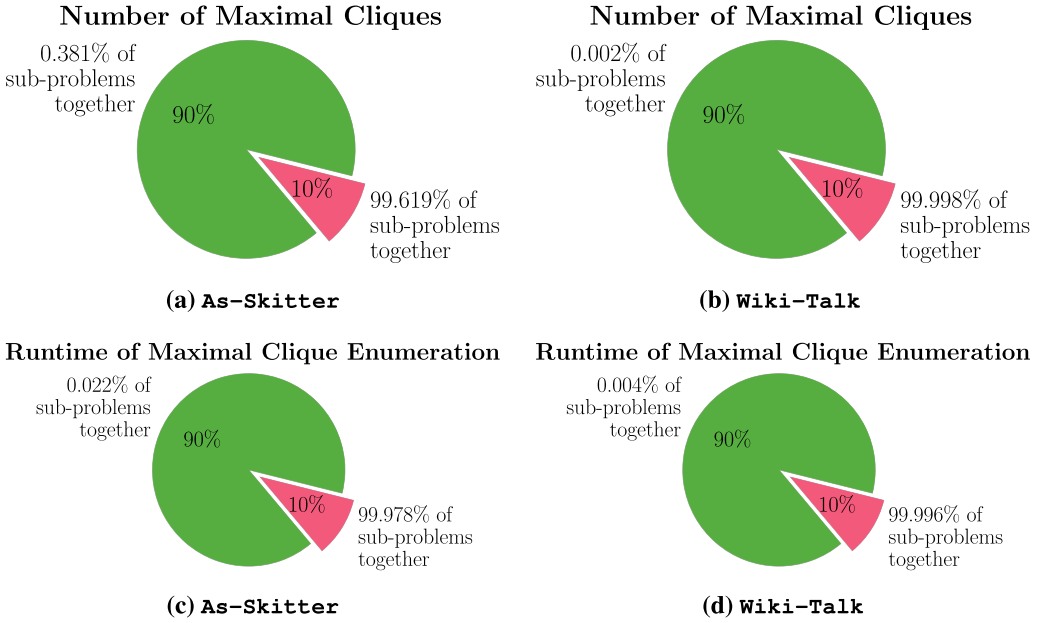 Number of Maximal Cliques
0.381% of
sub-problems
together
90%
10%
99.619% of
sub-problems
together
(a) As-Skitter
Number of Maximal Cliques
0.002% of
sub-problems
together
90%
10%
99.998% of
sub-problems
together
(b) Wiki-Talk
Runtime of Maximal Clique Enumeration
0.022% of
sub-problems
together
90%
10%
99.978% of
sub-problems
together
(c) As-Skitter
Runtime of Maximal Clique Enumeration
0.004% of
sub-problems
together
90%
10%
99.996% of
sub-problems
together
(d) Wiki-Talk